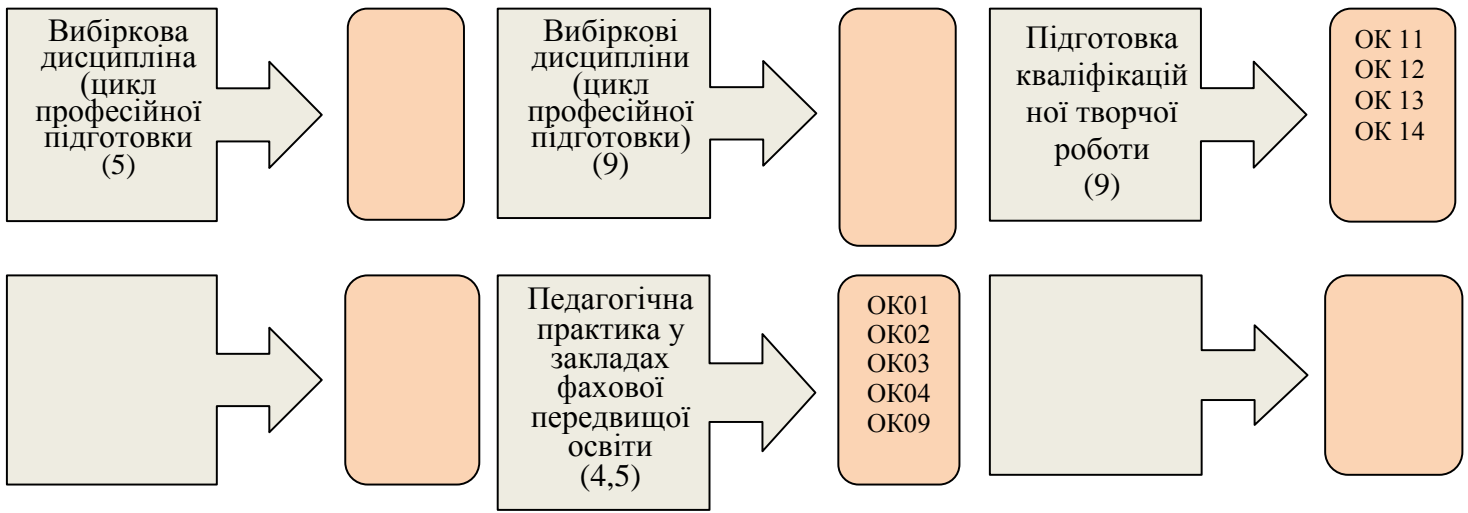 Вибіркова
дисципліна
(цикл
професійної
підготовки
(5)
Вибіркові
дисципліни
(цикл
професійної
підготовки)
(9)
Підготовка
кваліфікацій
ної творчої
роботи
(9)
ОК 11
ОК 12
ОК 13
ОК 14
Педагогічна
практика у
закладах
фахової
передвищої
освіти
(4,5)
ОК01
ОК02
ОК03
ОК04
ОК09